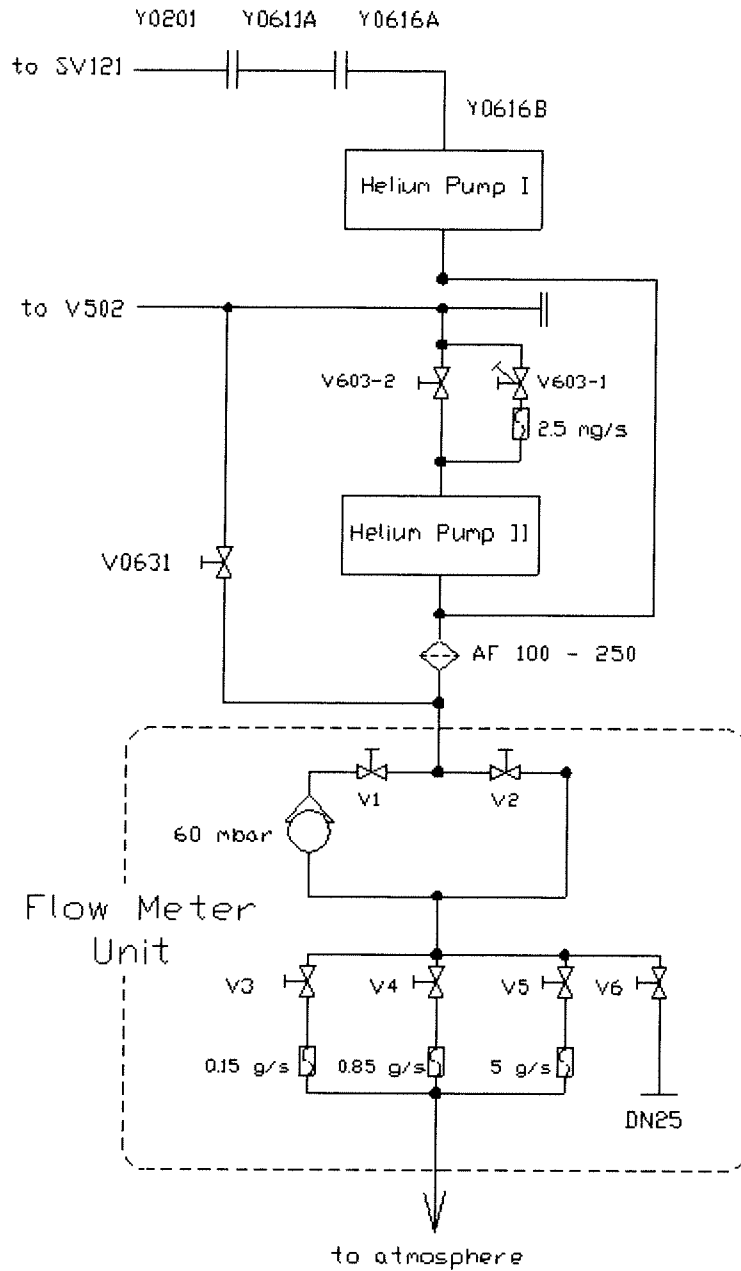 Y0201 Y0611A Y0616A
to SV121
Y0616B
Helium Pump I
to V502
V603-2 V603-1
2.5 mg/s
Helium Pump II
V0631
AF 100 - 250
V1 V2
60 mbar
Flow Meter
Unit
V3 V4 V5 V6
0.15 g/s 0.85 g/s 5 g/s
DN25
to atmosphere